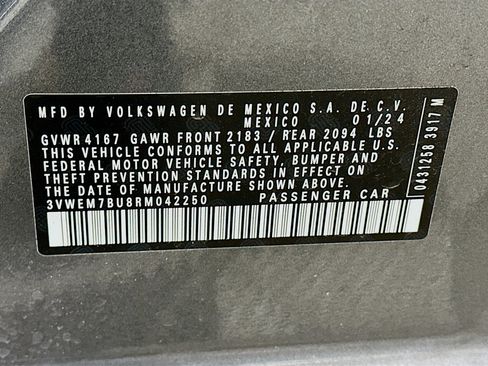 MFD BY VOLKSWAGEN DE MEXICO S.A. DE C.V.
MEXICO 01/24
GVWR 4167 GAWR FRONT 2183 / REAR 2094 LBS
THIS VEHICLE CONFORMS TO ALL APPLICABLE U.S.
FEDERAL MOTOR VEHICLE SAFETY, BUMPER AND
THEFT PREVENTION STANDARDS IN EFFECT ON THE
DATE OF MANUFACTURE SHOWN ABOVE
3VWEM7BU8RM042250 PASSENGER CAR
043/258 3917 M